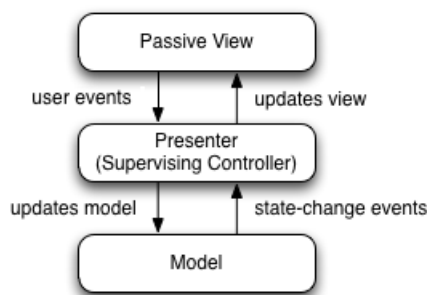 Passive View
user events
updates view
Presenter
(Supervising Controller)
updates model
state-change events
Model